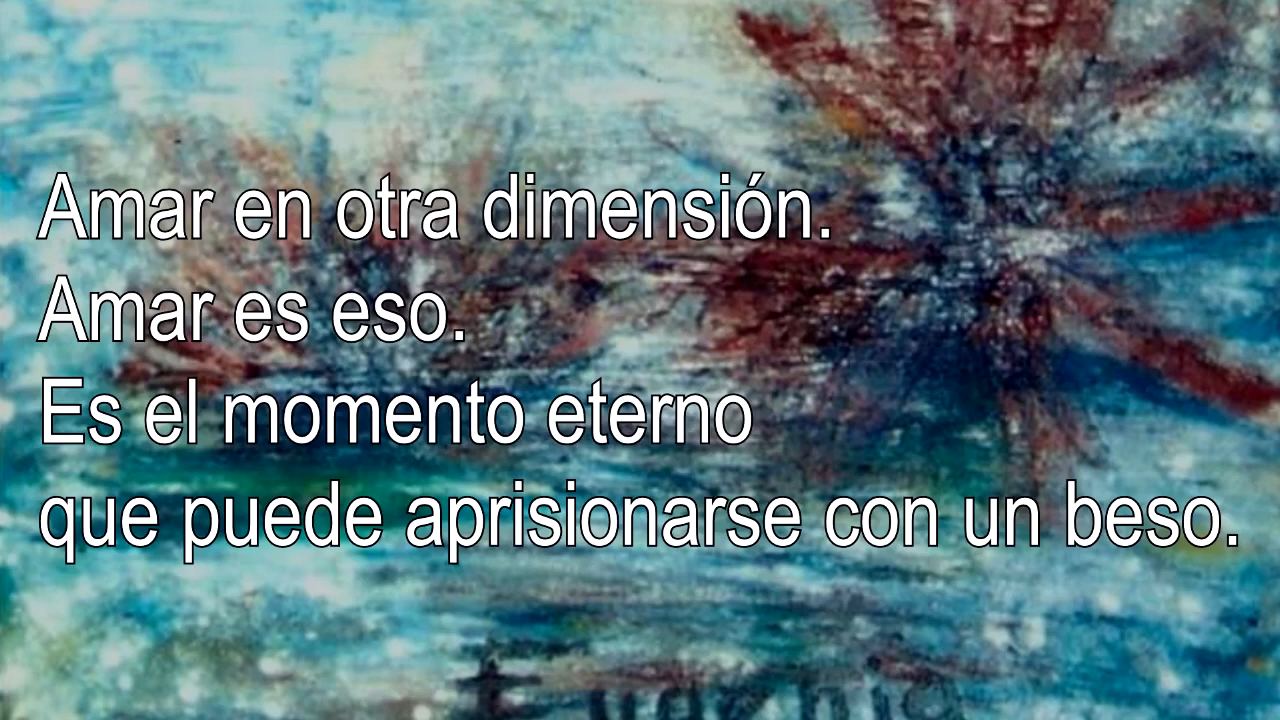 Amar en otra dimensión.
Amar es eso.
Es el momento eterno
que puede aprisionarse con un beso.